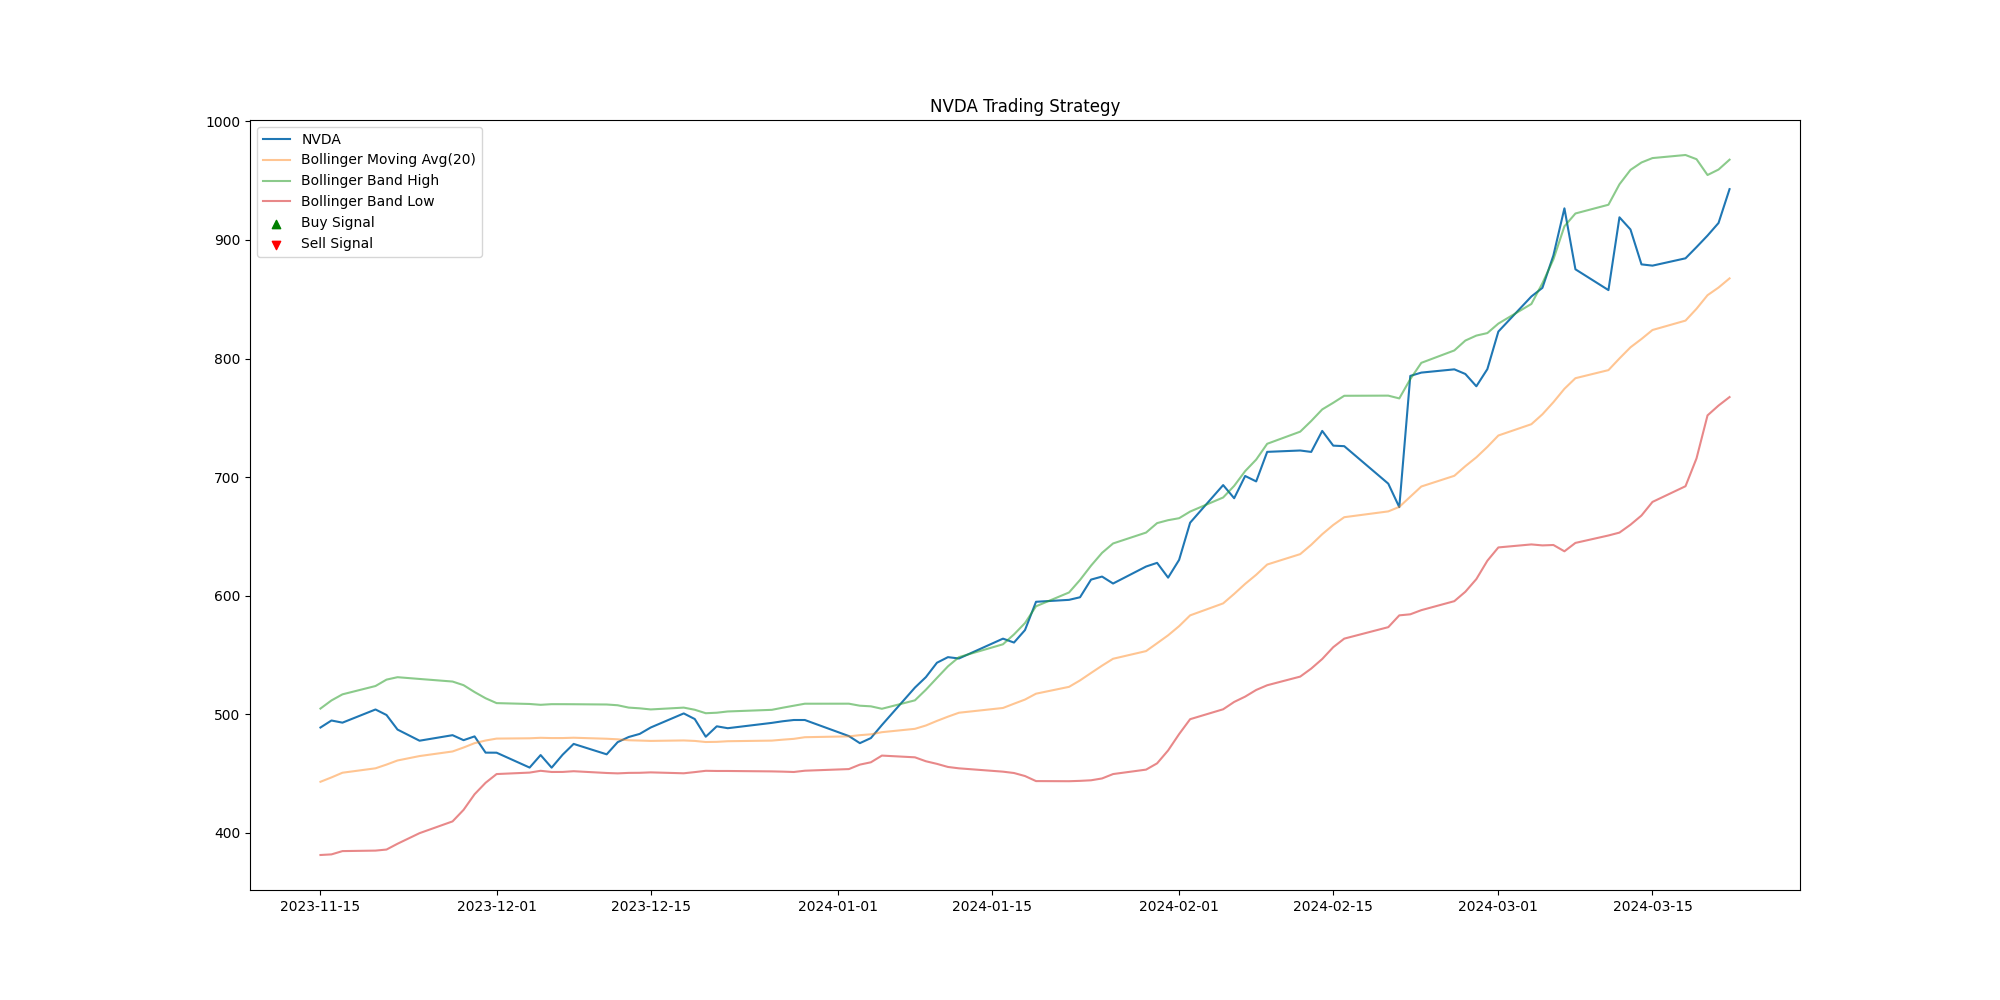 NVDA Trading Strategy
NVDA
Bollinger Moving Avg(20)
Bollinger Band High
Bollinger Band Low
Buy Signal
Sell Signal
1000
900
800
700
600
500
400
2023-11-15 2023-12-01 2023-12-15 2024-01-01 2024-01-15 2024-02-01 2024-02-15 2024-03-01 2024-03-15